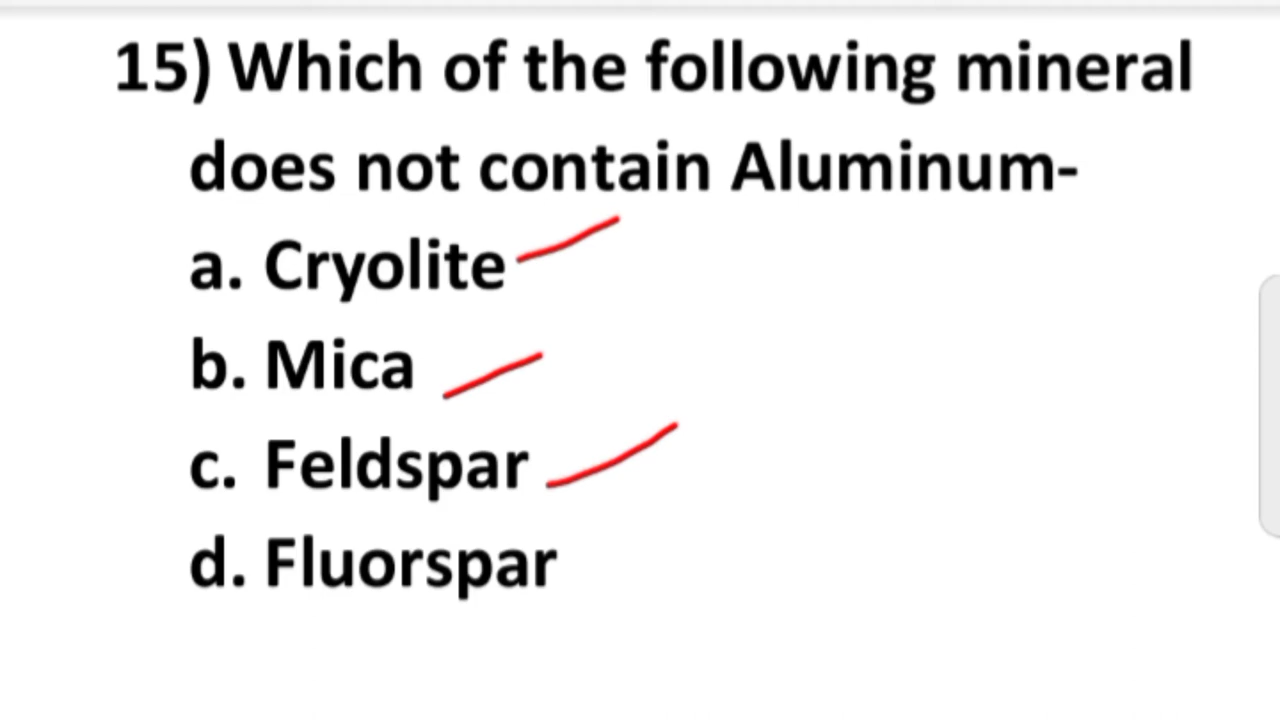 15) Which of the following mineral
does not contain Aluminum-
a. Cryolite
b. Mica
c. Feldspar
d. Fluorspar